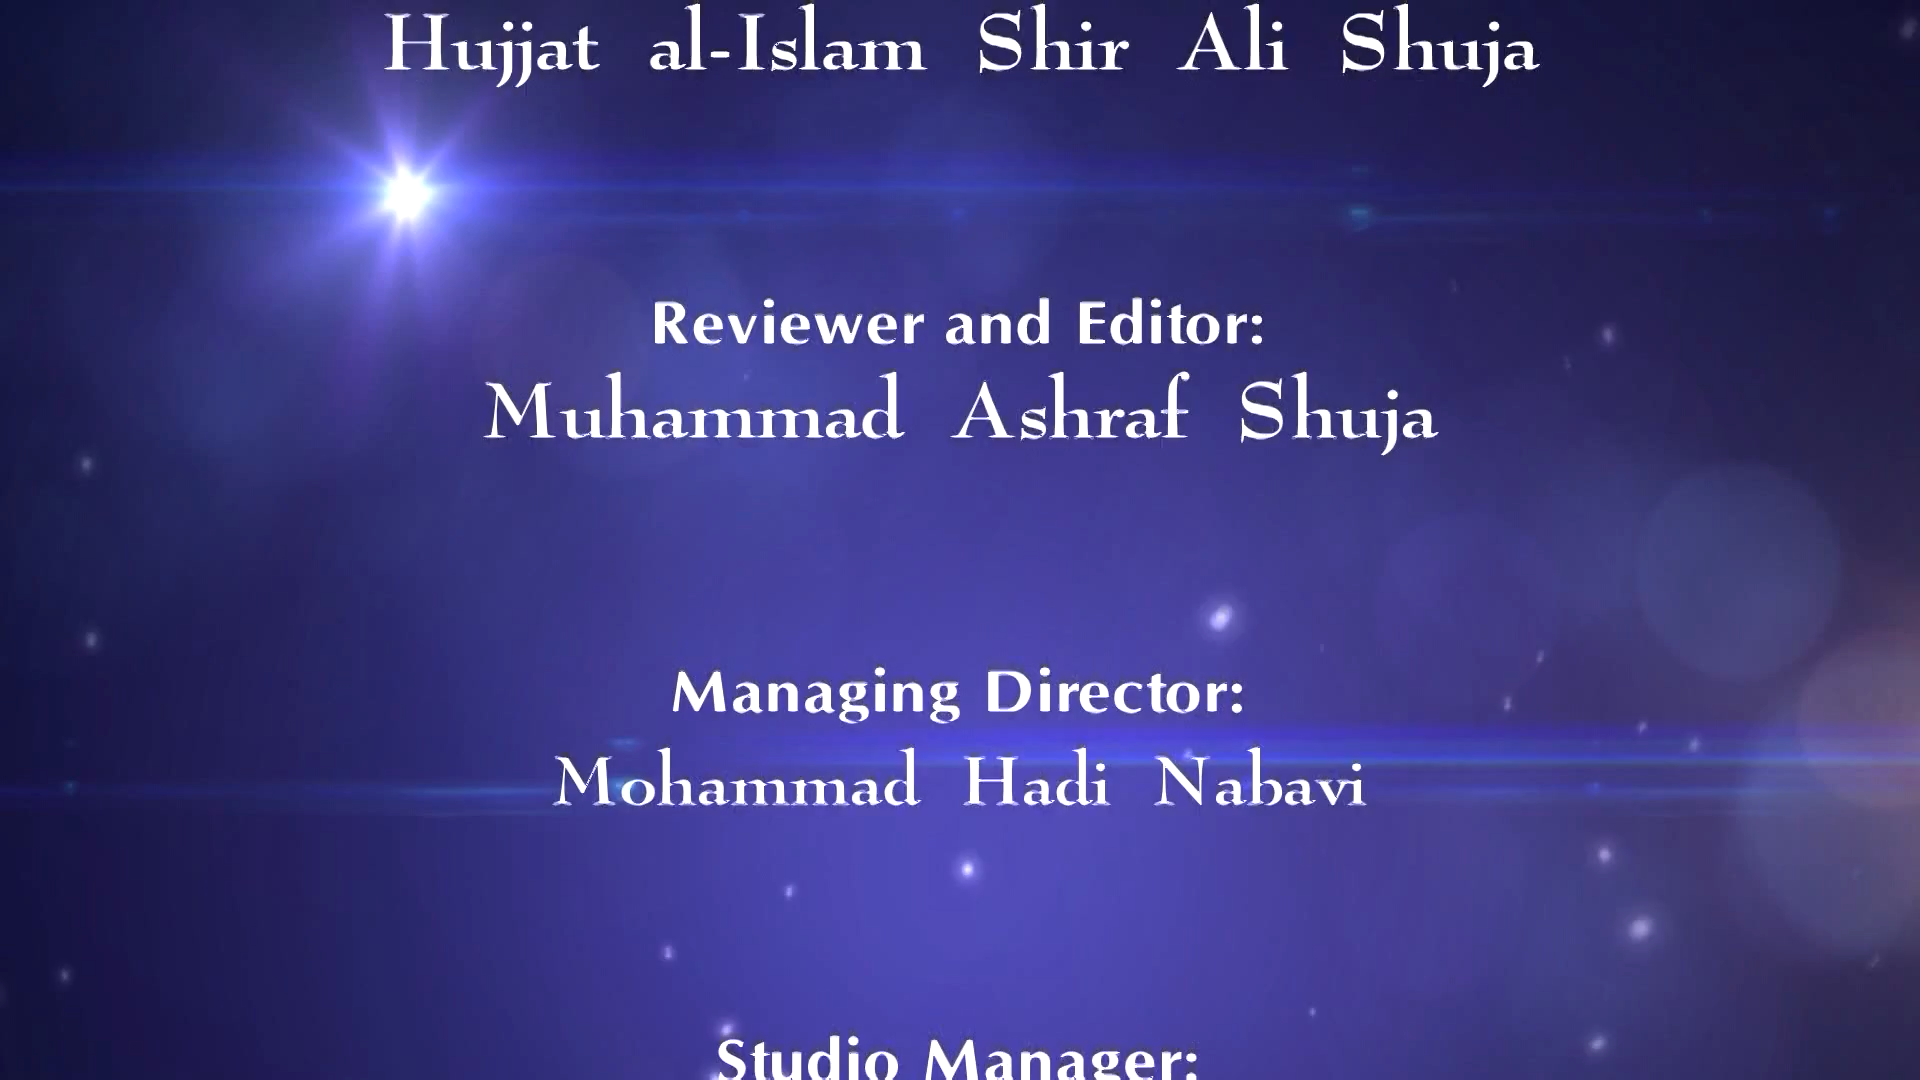 Hujjat al-Islam Shir Ali Shuja
Reviewer and Editor:
Muhammad Ashraf Shuja
Managing Director:
Mohammad Hadi Nabavi
Studio Manager: